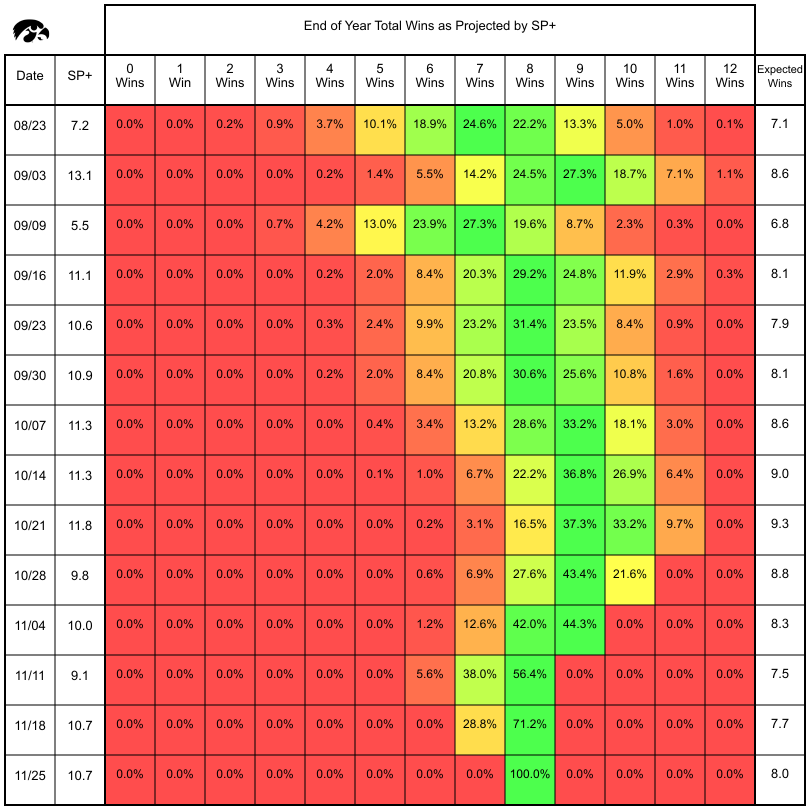 End of Year Total Wins as Projected by SP+
Date SP+ 0 Wins 1 Win 2 Wins 3 Wins 4 Wins 5 Wins 6 Wins 7 Wins 8 Wins 9 Wins 10 Wins 11 Wins 12 Wins Expected Wins
08/23 7.2 0.0% 0.0% 0.2% 0.9% 3.7% 10.1% 18.9% 24.6% 22.2% 13.3% 5.0% 1.0% 0.1% 7.1
09/03 13.1 0.0% 0.0% 0.0% 0.0% 0.2% 1.4% 5.5% 14.2% 24.5% 27.3% 18.7% 7.1% 1.1% 8.6
09/09 5.5 0.0% 0.0% 0.0% 0.7% 4.2% 13.0% 23.9% 27.3% 19.6% 8.7% 2.3% 0.3% 0.0% 6.8
09/16 11.1 0.0% 0.0% 0.0% 0.0% 0.2% 2.0% 8.4% 20.3% 29.2% 24.8% 11.9% 2.9% 0.3% 8.1
09/23 10.6 0.0% 0.0% 0.0% 0.0% 0.3% 2.4% 9.9% 23.2% 31.4% 23.5% 8.4% 0.9% 0.0% 7.9
09/30 10.9 0.0% 0.0% 0.0% 0.0% 0.2% 2.0% 8.4% 20.8% 30.6% 25.6% 10.8% 1.6% 0.0% 8.1
10/07 11.3 0.0% 0.0% 0.0% 0.0% 0.0% 0.4% 3.4% 13.2% 28.6% 33.2% 18.1% 3.0% 0.0% 8.6
10/14 11.3 0.0% 0.0% 0.0% 0.0% 0.0% 0.1% 1.0% 6.7% 22.2% 36.8% 26.9% 6.4% 0.0% 9.0
10/21 11.8 0.0% 0.0% 0.0% 0.0% 0.0% 0.0% 0.2% 3.1% 16.5% 37.3% 33.2% 9.7% 0.0% 9.3
10/28 9.8 0.0% 0.0% 0.0% 0.0% 0.0% 0.0% 0.6% 6.9% 27.6% 43.4% 21.6% 0.0% 0.0% 8.8
11/04 10.0 0.0% 0.0% 0.0% 0.0% 0.0% 0.0% 1.2% 12.6% 42.0% 44.3% 0.0% 0.0% 0.0% 8.3
11/11 9.1 0.0% 0.0% 0.0% 0.0% 0.0% 0.0% 5.6% 38.0% 56.4% 0.0% 0.0% 0.0% 0.0% 7.5
11/18 10.7 0.0% 0.0% 0.0% 0.0% 0.0% 0.0% 0.0% 28.8% 71.2% 0.0% 0.0% 0.0% 0.0% 7.7
11/25 10.7 0.0% 0.0% 0.0% 0.0% 0.0% 0.0% 0.0% 0.0% 100.0% 0.0% 0.0% 0.0% 0.0% 8.0